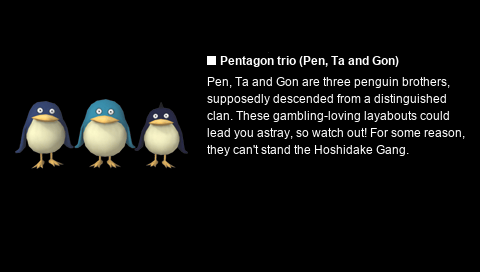 ■ Pentagon trio (Pen, Ta and Gon)
Pen, Ta and Gon are three penguin brothers,
supposedly descended from a distinguished
clan. These gambling-loving layabouts could
lead you astray, so watch out! For some reason,
they can't stand the Hoshidake Gang.